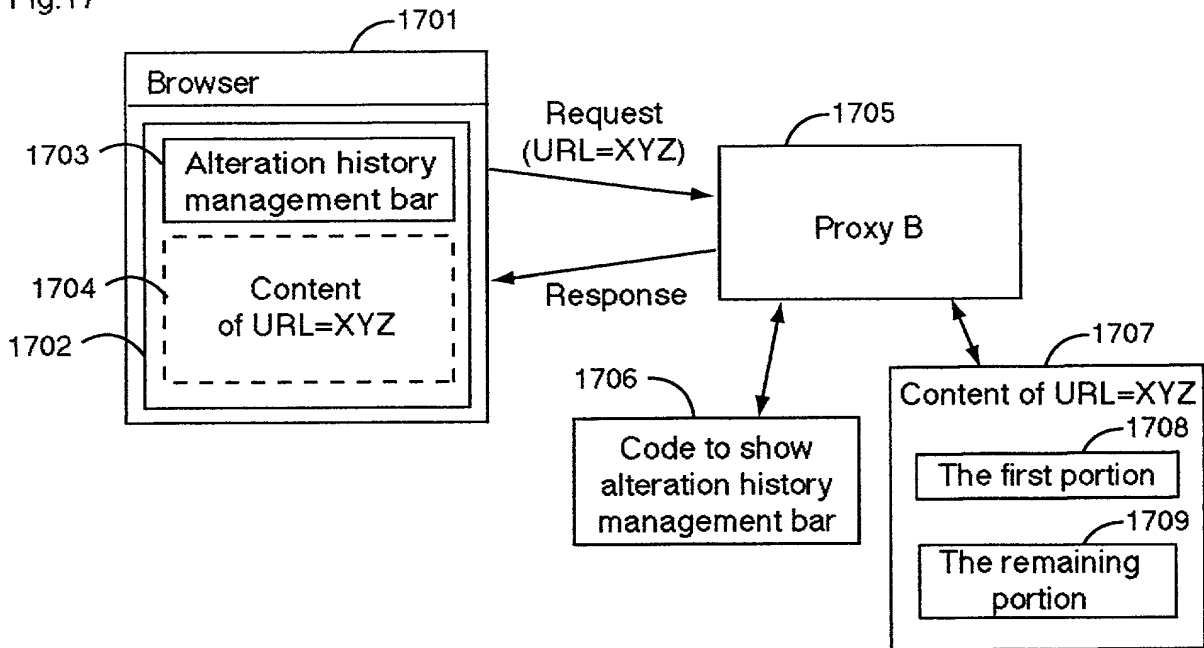 Fig.17
1701
Browser
1703
Alteration history
management bar
1704
Content
of URL=XYZ
1702
Request
(URL=XYZ)
Response
1705
Proxy B
1706
Code to show
alteration history
management bar
1707
Content of URL=XYZ
1708
The first portion
1709
The remaining
portion